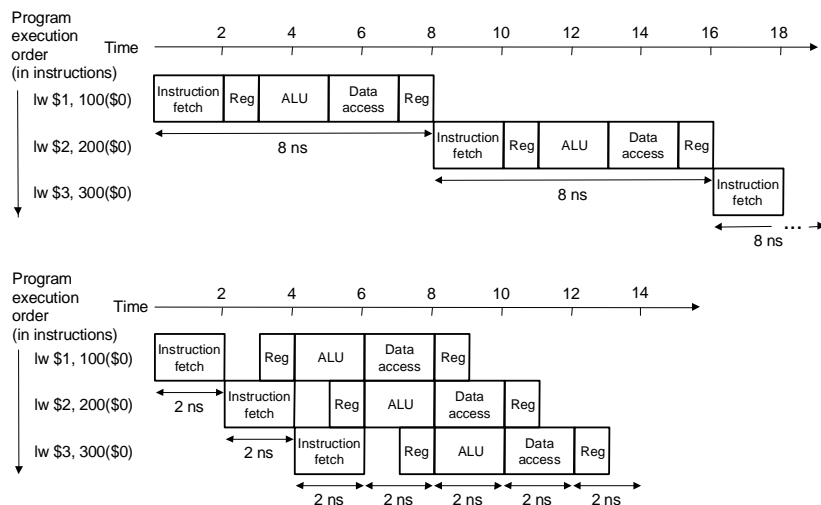 Program
execution
order
(in instructions)
Time
2 4 6 8 10 12 14 16 18
lw $1, 100($0)
Instruction
fetch
Reg
ALU
Data
access
Reg
8 ns
lw $2, 200($0)
Instruction
fetch
Reg
ALU
Data
access
Reg
8 ns
lw $3, 300($0)
Instruction
fetch
8 ns
...
Program
execution
order
(in instructions)
Time
2 4 6 8 10 12 14
lw $1, 100($0)
Instruction
fetch
Reg
ALU
Data
access
Reg
2 ns
lw $2, 200($0)
Instruction
fetch
Reg
ALU
Data
access
Reg
2 ns
lw $3, 300($0)
Instruction
fetch
Reg
ALU
Data
access
Reg
2 ns 2 ns 2 ns 2 ns 2 ns